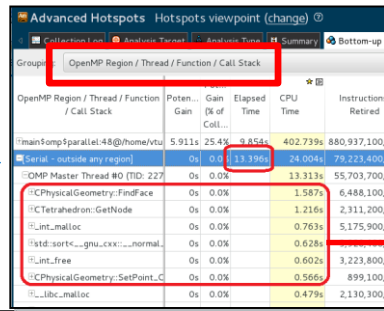 Advanced Hotspots Hotspots viewpoint (change)
Collection Log Analysis Target Analysis Type Summary Bottom-up
Grouping: OpenMP Region / Thread / Function / Call Stack
OpenMP Region / Thread / Function / Call Stack Poten... Gain Gain (% of Coll... Elapsed Time CPU Time Instruction Retired
main$omp$parallel:48@/home/vtu 5.911s 25.4% 9.854s 402.739s 880,937,100,
[Serial - outside any region] 0s 0.0% 13.396s 24.004s 79,223,400,
OMP Master Thread #0 (TID: 227 0s 0.0% 13.313s 55,703,700,
CPhysicalGeometry::FindFace 0s 0.0% 1.587s 6,488,100,
CTetrahedron::GetNode 0s 0.0% 1.216s 2,311,200,
_int_malloc 0s 0.0% 0.763s 5,175,900,
std::sort<__gnu_cxx::__normal_ 0s 0.0% 0.628s
_int_free 0s 0.0% 0.602s 3,223,800,
CPhysicalGeometry::SetPoint_C 0s 0.0% 0.566s 899,100,
__libc_malloc 0s 0.0% 0.479s 2,130,300,